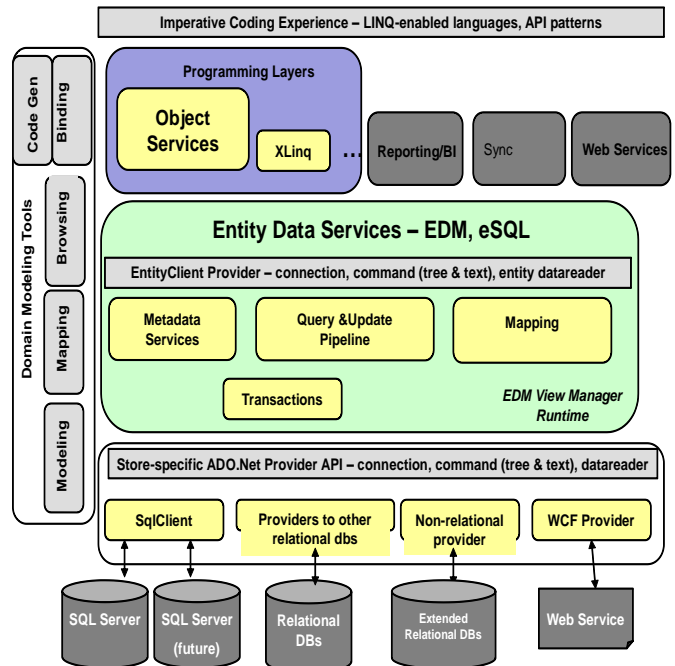 Imperative Coding Experience – LINQ-enabled languages, API patterns
Domain Modeling Tools
Code Gen
Binding
Browsing
Mapping
Modeling
Programming Layers
Object
Services
XLinq
...
Reporting/BI
Sync
Web Services
Entity Data Services – EDM, eSQL
EntityClient Provider – connection, command (tree & text), entity datareader
Metadata
Services
Query &Update
Pipeline
Mapping
Transactions
EDM View Manager
Runtime
Store-specific ADO.Net Provider API – connection, command (tree & text), datareader
SqlClient
Providers to other
relational dbs
Non-relational
provider
WCF Provider
SQL Server
SQL Server
(future)
Relational
DBs
Extended
Relational DBs
Web Service